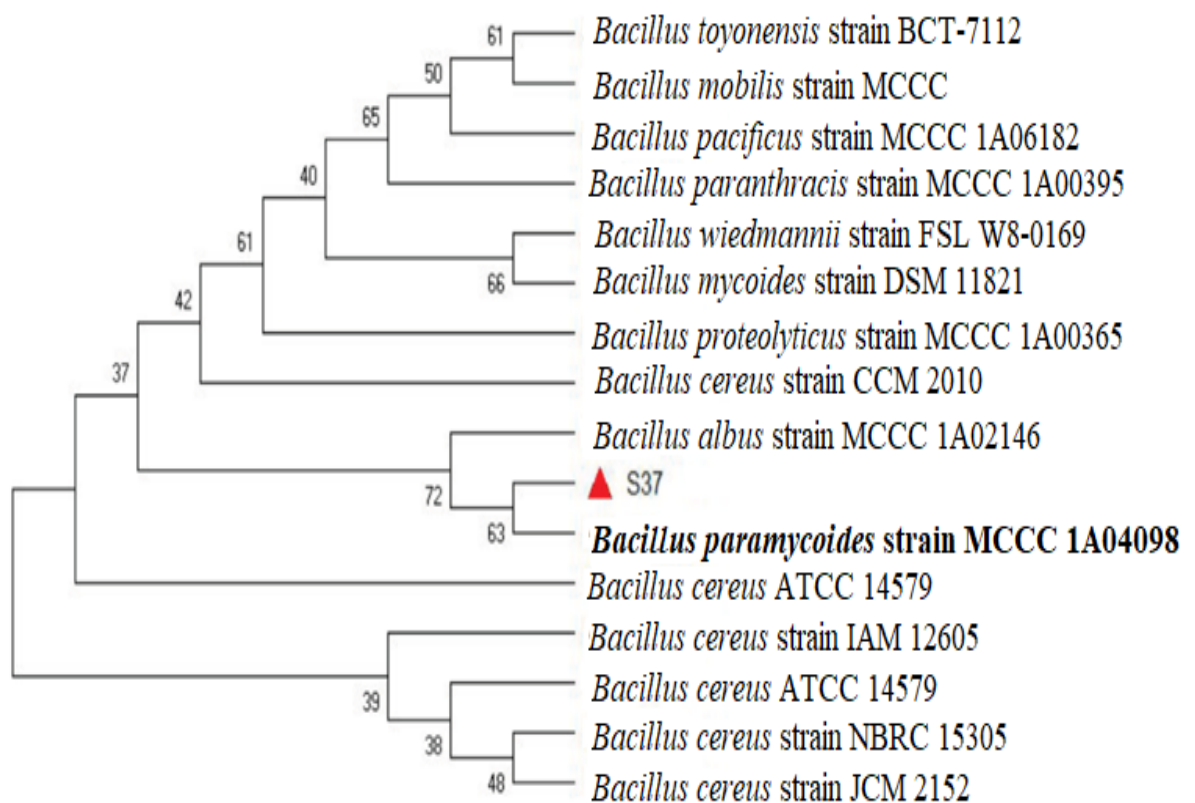 61
Bacillus toyonensis strain BCT-7112
50
Bacillus mobilis strain MCCC
65
Bacillus pacificus strain MCCC 1A06182
40
Bacillus paranthracis strain MCCC 1A00395
61
Bacillus wiedmannii strain FSL W8-0169
66
Bacillus mycoides strain DSM 11821
42
Bacillus proteolyticus strain MCCC 1A00365
37
Bacillus cereus strain CCM 2010
Bacillus albus strain MCCC 1A02146
72
S37
63
Bacillus paramycoides strain MCCC 1A04098
Bacillus cereus ATCC 14579
Bacillus cereus strain IAM 12605
39
Bacillus cereus ATCC 14579
38
Bacillus cereus strain NBRC 15305
48
Bacillus cereus strain JCM 2152